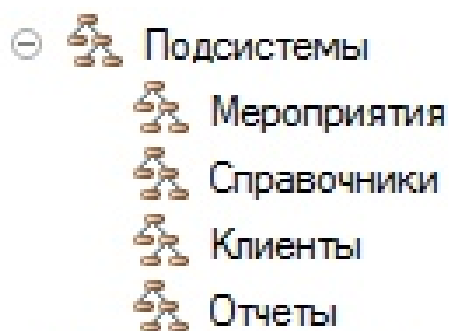 Подсистемы
Мероприятия
Справочники
Клиенты
Отчеты